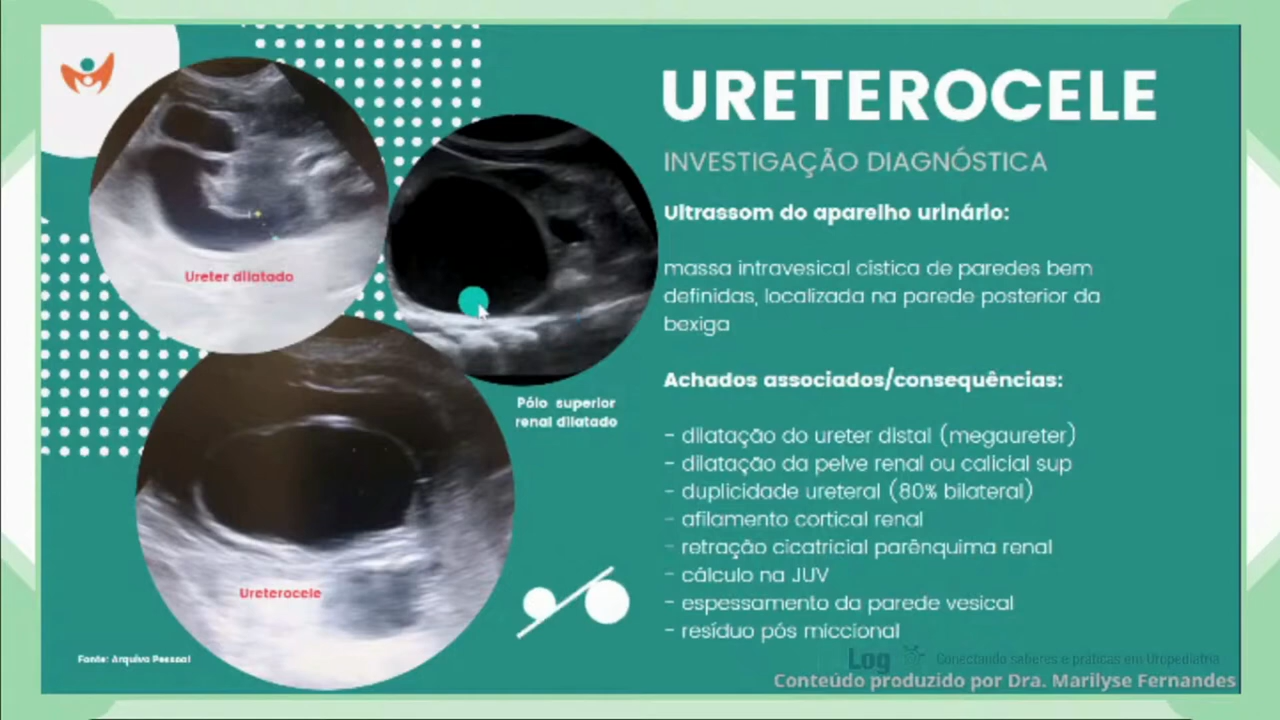 URETEROCELE
INVESTIGAÇÃO DIAGNÓSTICA
Ultrassom do aparelho urinário:
massa intravesical cística de paredes bem
definidas, localizada na parede posterior da
bexiga
Achados associados/consequências:
- dilatação do ureter distal (megaureter)
- dilatação da pelve renal ou calicial sup
- duplicidade ureteral (80% bilateral)
- afilamento cortical renal
- retração cicatricial parênquima renal
- cálculo na JUV
- espessamento da parede vesical
- resíduo pós miccional
Ureter dilatado
Pólo superior
renal dilatado
Ureterocele
Fonte: Arquivo Pessoal
Log
Conectando saberes e práticas em Uropediatria
Conteúdo produzido por Dra. Marilyse Fernandes